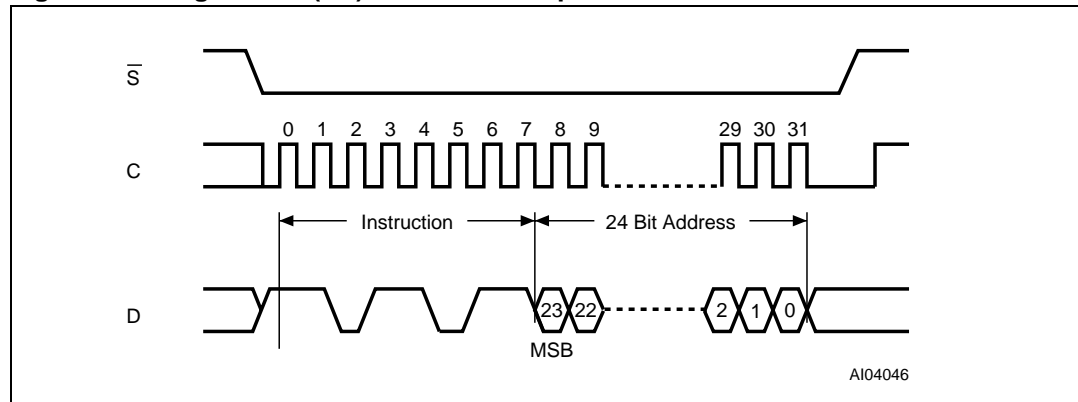 S
0 1 2 3 4 5 6 7 8 9 29 30 31
C
Instruction 24 Bit Address
D 23 22 2 1 0
MSB
AI04046